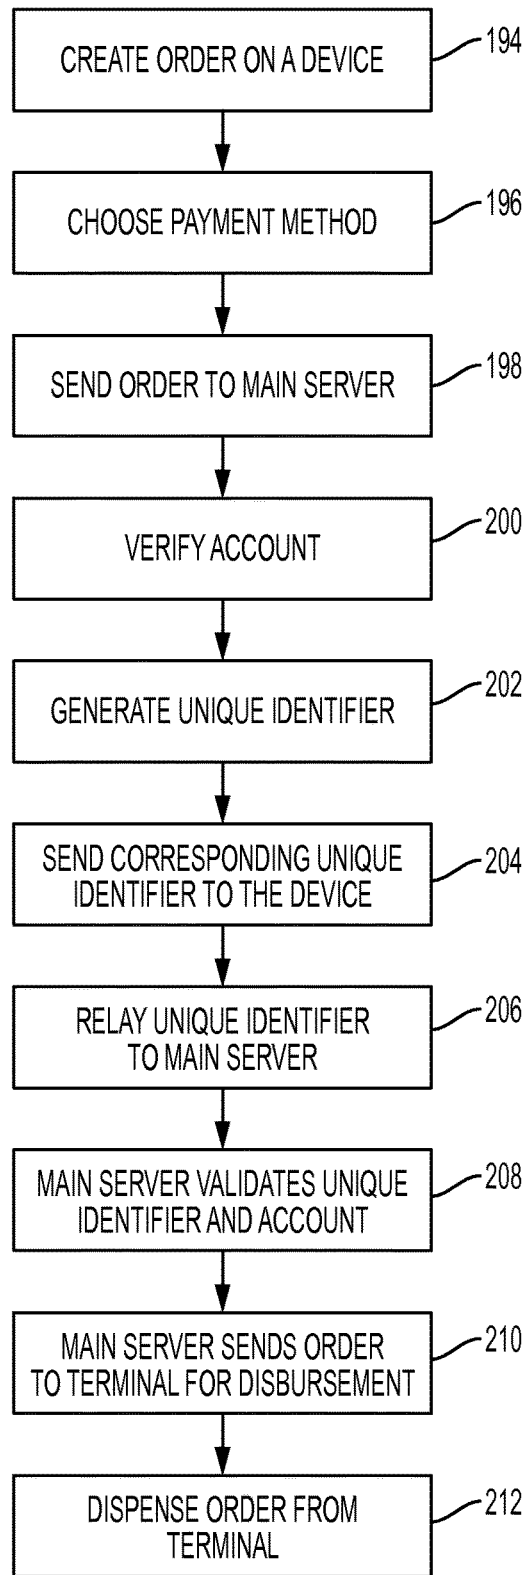 CREATE ORDER ON A DEVICE
194
CHOOSE PAYMENT METHOD
196
SEND ORDER TO MAIN SERVER
198
VERIFY ACCOUNT
200
GENERATE UNIQUE IDENTIFIER
202
SEND CORRESPONDING UNIQUE
IDENTIFIER TO THE DEVICE
204
RELAY UNIQUE IDENTIFIER
TO MAIN SERVER
206
MAIN SERVER VALIDATES UNIQUE
IDENTIFIER AND ACCOUNT
208
MAIN SERVER SENDS ORDER
TO TERMINAL FOR DISBURSEMENT
210
DISPENSE ORDER FROM
TERMINAL
212